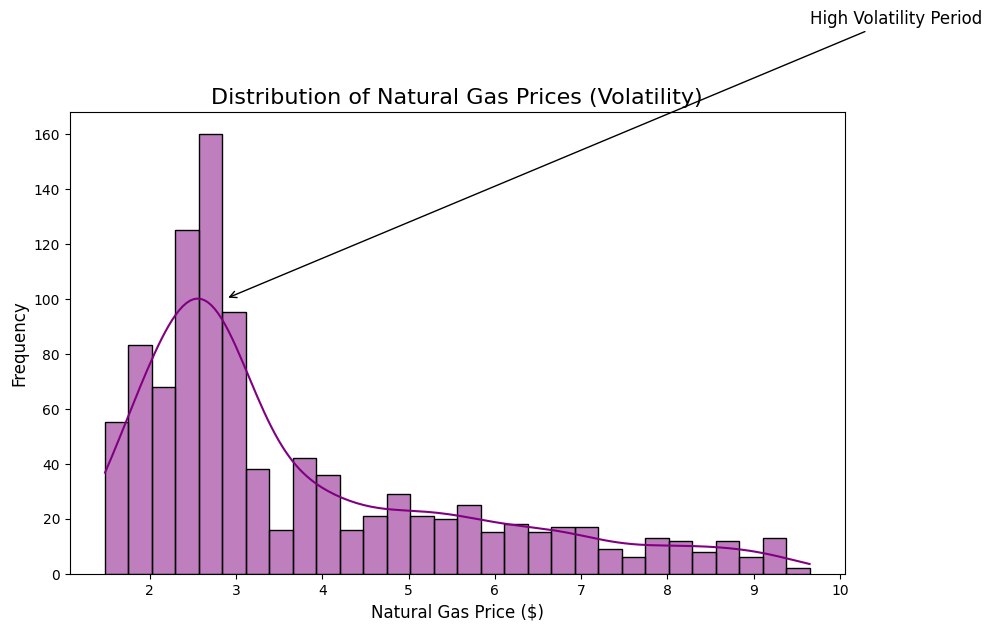 High Volatility Period
Distribution of Natural Gas Prices (Volatility)
160
140
120
100
80
60
40
20
0
Frequency
2 3 4 5 6 7 8 9 10
Natural Gas Price ($)